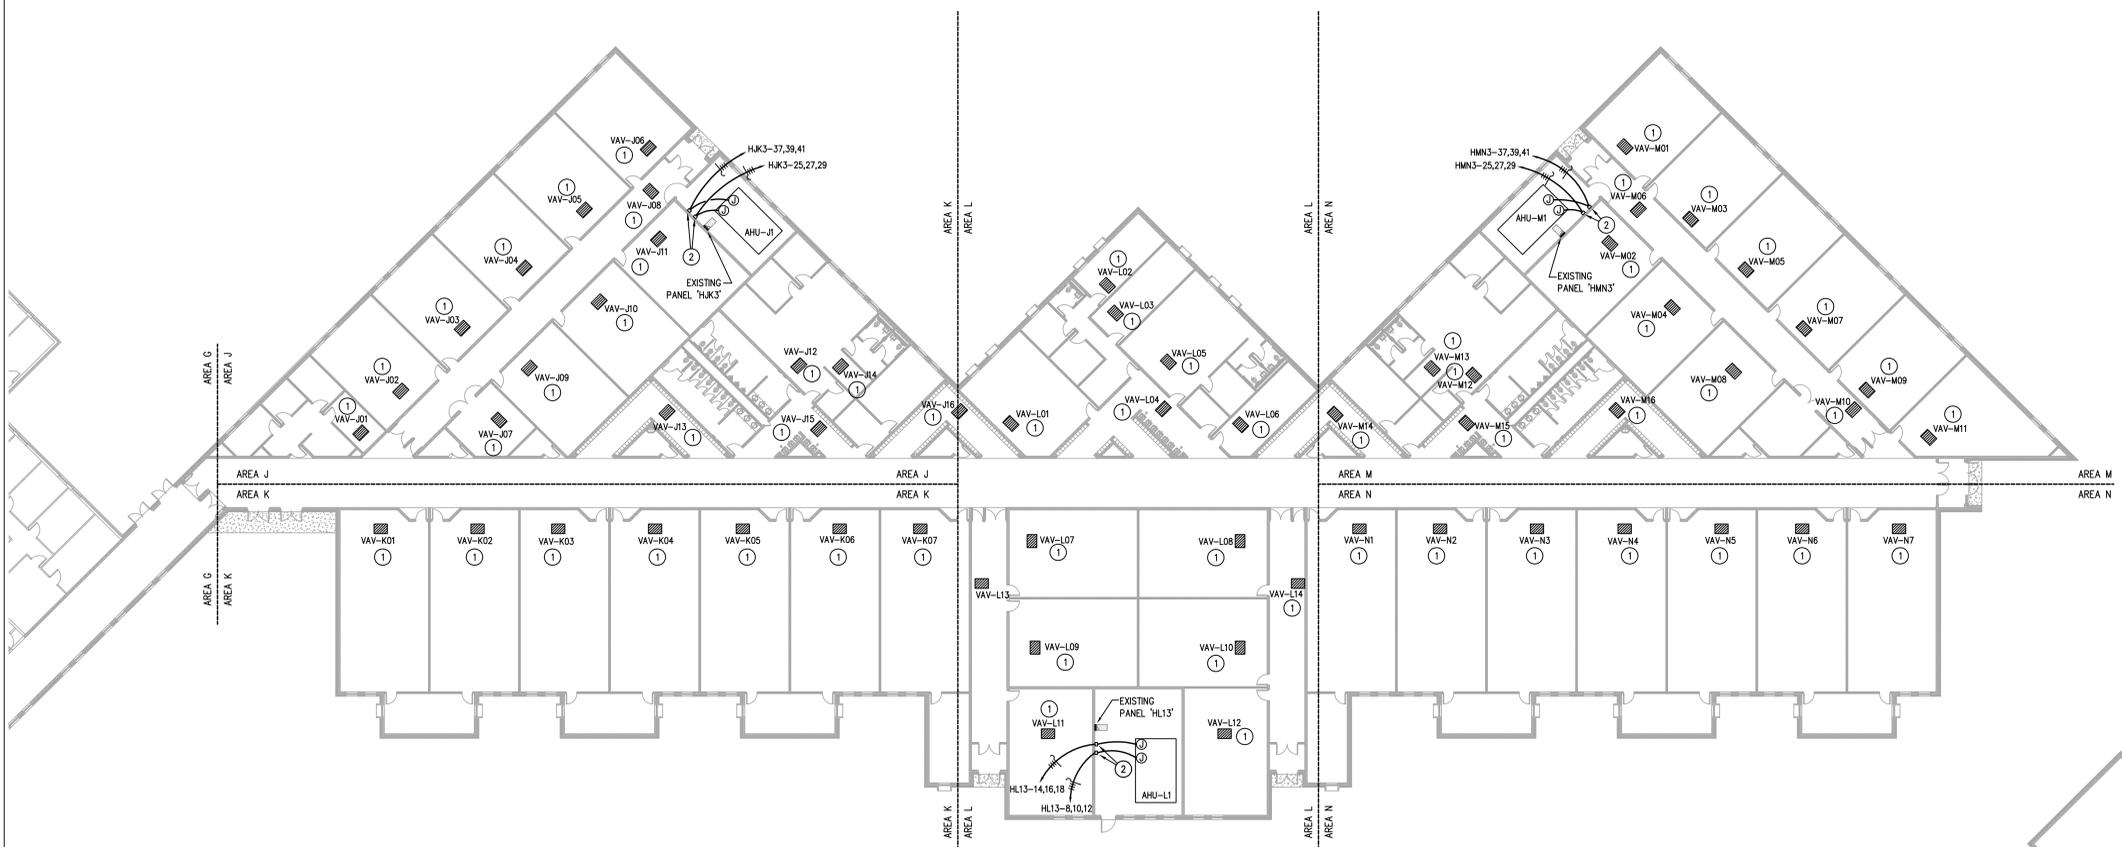 AREA K
AREA L
AREA L
AREA N
VAV-J06
1
HJK3-37,39,41
HJK3-25,27,29
1
VAV-J05
VAV-J08
1
J
J
AHU-J1
VAV-J11
1
2
EXISTING
PANEL 'HJK3'
1
VAV-J04
1
VAV-J03
VAV-J10
1
1
VAV-J02
VAV-J09
1
1
VAV-J01
VAV-J07
1
VAV-J12
1
VAV-J14
1
VAV-J13
1
VAV-J15
1
VAV-J16
1
AREA G
AREA J
1
VAV-L02
VAV-L03
1
VAV-L05
1
VAV-L01
1
VAV-L04
1
VAV-L06
1
HMN3-37,39,41
HMN3-25,27,29
1
VAV-M01
1
VAV-M06
J
J
AHU-M1
2
VAV-M02
1
EXISTING
PANEL 'HMN3'
1
VAV-M03
1
VAV-M05
VAV-M04
1
1
VAV-M07
VAV-M08
1
1
VAV-M09
VAV-M10
1
1
VAV-M11
1
VAV-M13
1
VAV-M12
VAV-M14
1
VAV-M15
1
VAV-M16
1
AREA J
AREA J
AREA M
AREA M
AREA K
AREA K
AREA N
AREA N
VAV-K01
1
VAV-K02
1
VAV-K03
1
VAV-K04
1
VAV-K05
1
VAV-K06
1
VAV-K07
1
VAV-L07
1
VAV-L08
1
VAV-N1
1
VAV-N2
1
VAV-N3
1
VAV-N4
1
VAV-N5
1
VAV-N6
1
VAV-N7
1
AREA G
AREA K
VAV-L13
VAV-L14
1
VAV-L09
1
VAV-L10
1
1
VAV-L11
EXISTING
PANEL 'HL13'
VAV-L12
1
J
J
2
HL13-14,16,18
HL13-8,10,12
AHU-L1
AREA K
AREA L
AREA L
AREA N